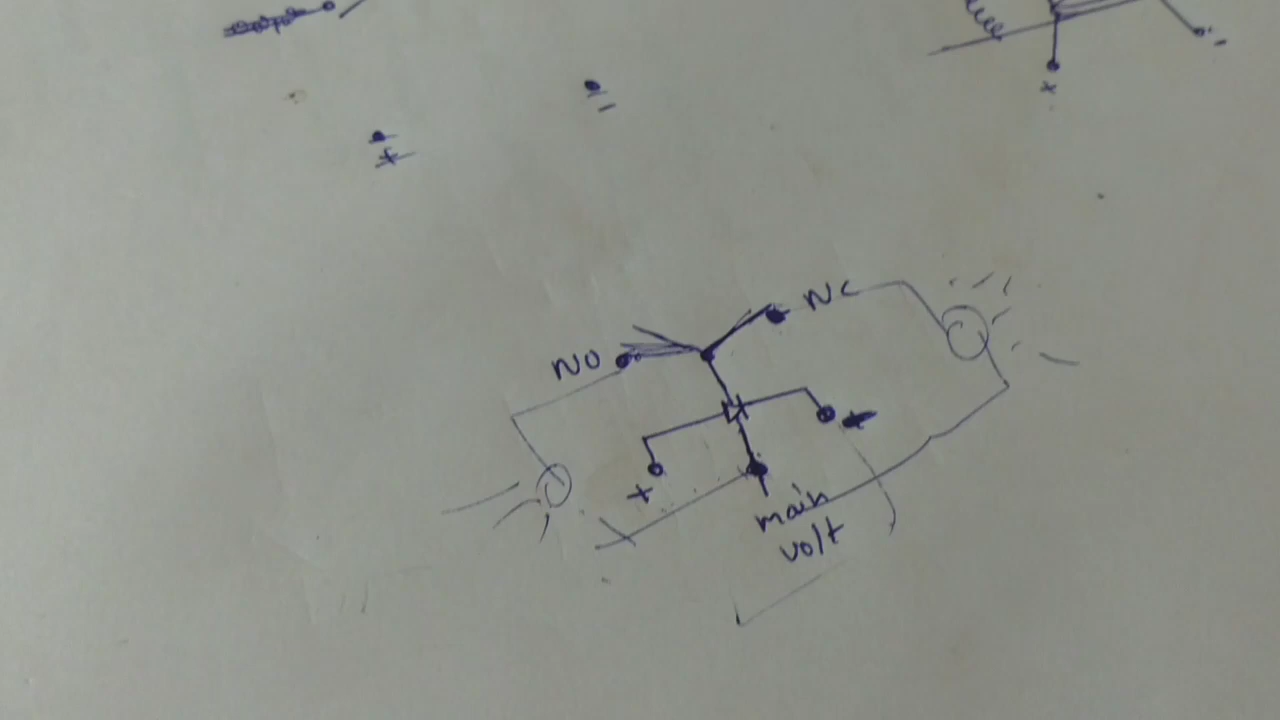 +
-
+
-
NC
NO
+
main
volt